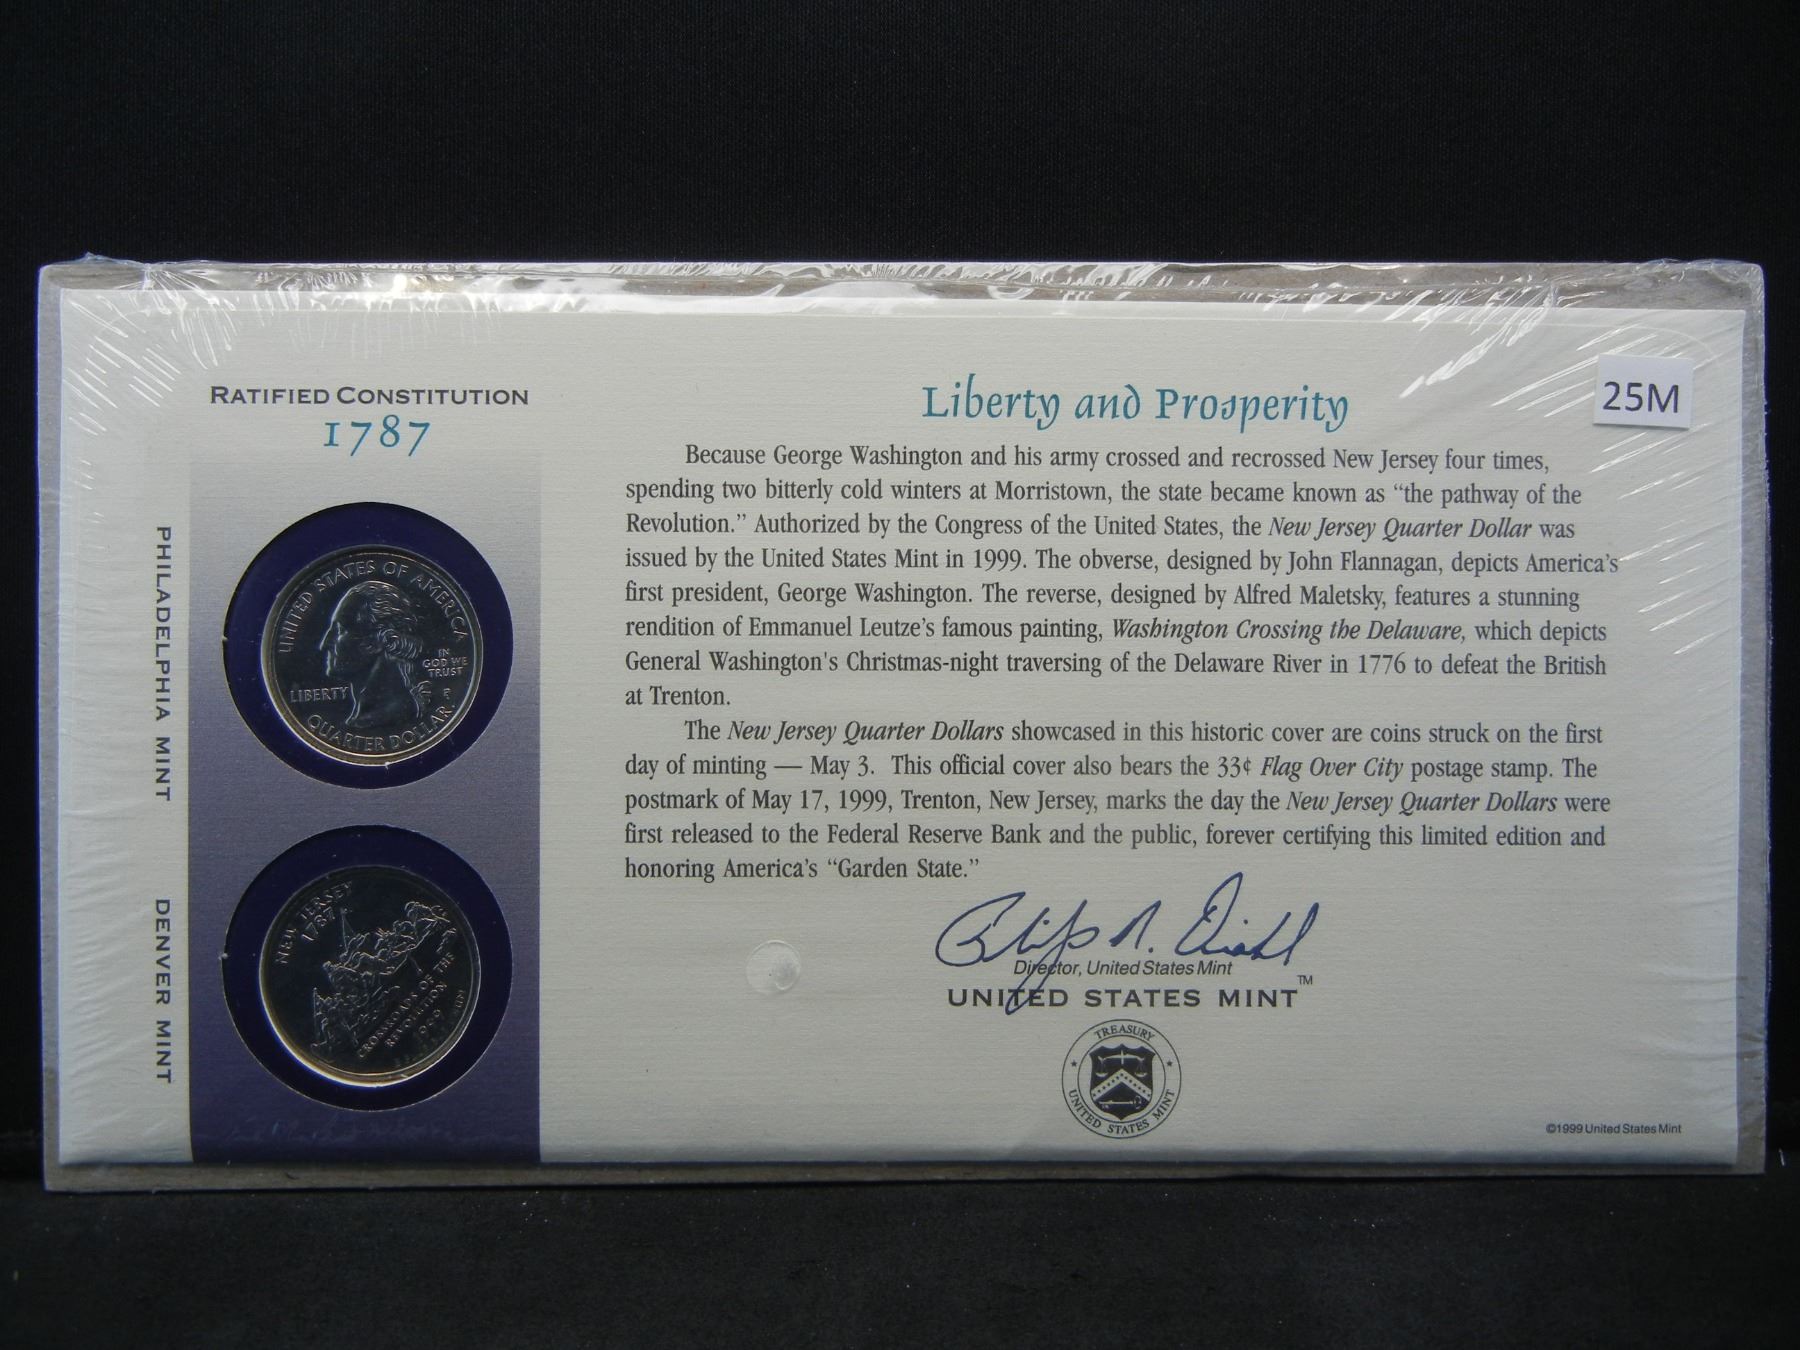 Ratified Constitution
1787
PHILADELPHIA MINT
DENVER MINT
UNITED STATES OF AMERICA
IN
GOD WE
TRUST
LIBERTY
P
QUARTER DOLLAR
NEW JERSEY
1787
CROSSROADS OF THE
REVOLUTION
1999
Liberty and Prosperity
25M
Because George Washington and his army crossed and recrossed New Jersey four times,
spending two bitterly cold winters at Morristown, the state became known as “the pathway of the
Revolution.” Authorized by the Congress of the United States, the New Jersey Quarter Dollar was
issued by the United States Mint in 1999. The obverse, designed by John Flannagan, depicts America’s
first president, George Washington. The reverse, designed by Alfred Maletsky, features a stunning
rendition of Emmanuel Leutze’s famous painting, Washington Crossing the Delaware, which depicts
General Washington's Christmas-night traversing of the Delaware River in 1776 to defeat the British
at Trenton.
The New Jersey Quarter Dollars showcased in this historic cover are coins struck on the first
day of minting — May 3. This official cover also bears the 33¢ Flag Over City postage stamp. The
postmark of May 17, 1999, Trenton, New Jersey, marks the day the New Jersey Quarter Dollars were
first released to the Federal Reserve Bank and the public, forever certifying this limited edition and
honoring America’s “Garden State.”
Philip N. Diehl
Director, United States Mint
UNITED STATES MINT™
TREASURY
UNITED STATES MINT
©1999 United States Mint